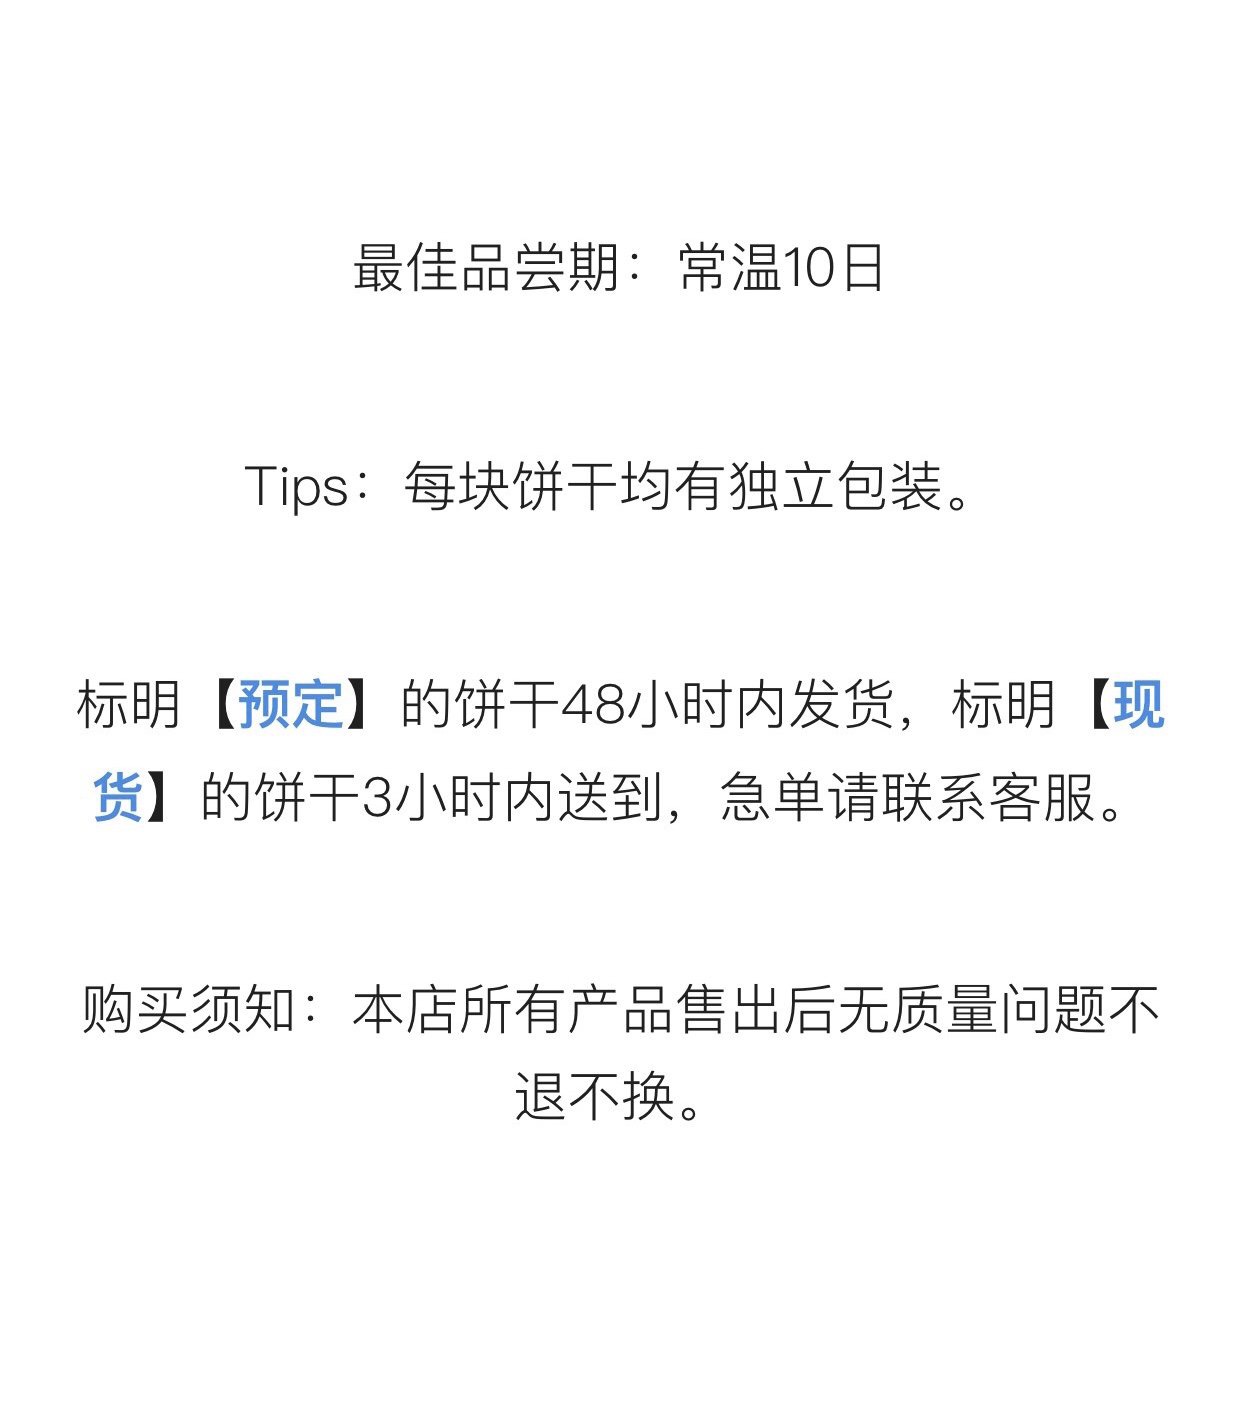 最佳品尝期：常温10日
Tips：每块饼干均有独立包装。
标明【预定】的饼干48小时内发货，标明【现
货】的饼干3小时内送到，急单请联系客服。
购买须知：本店所有产品售出后无质量问题不
退不换。